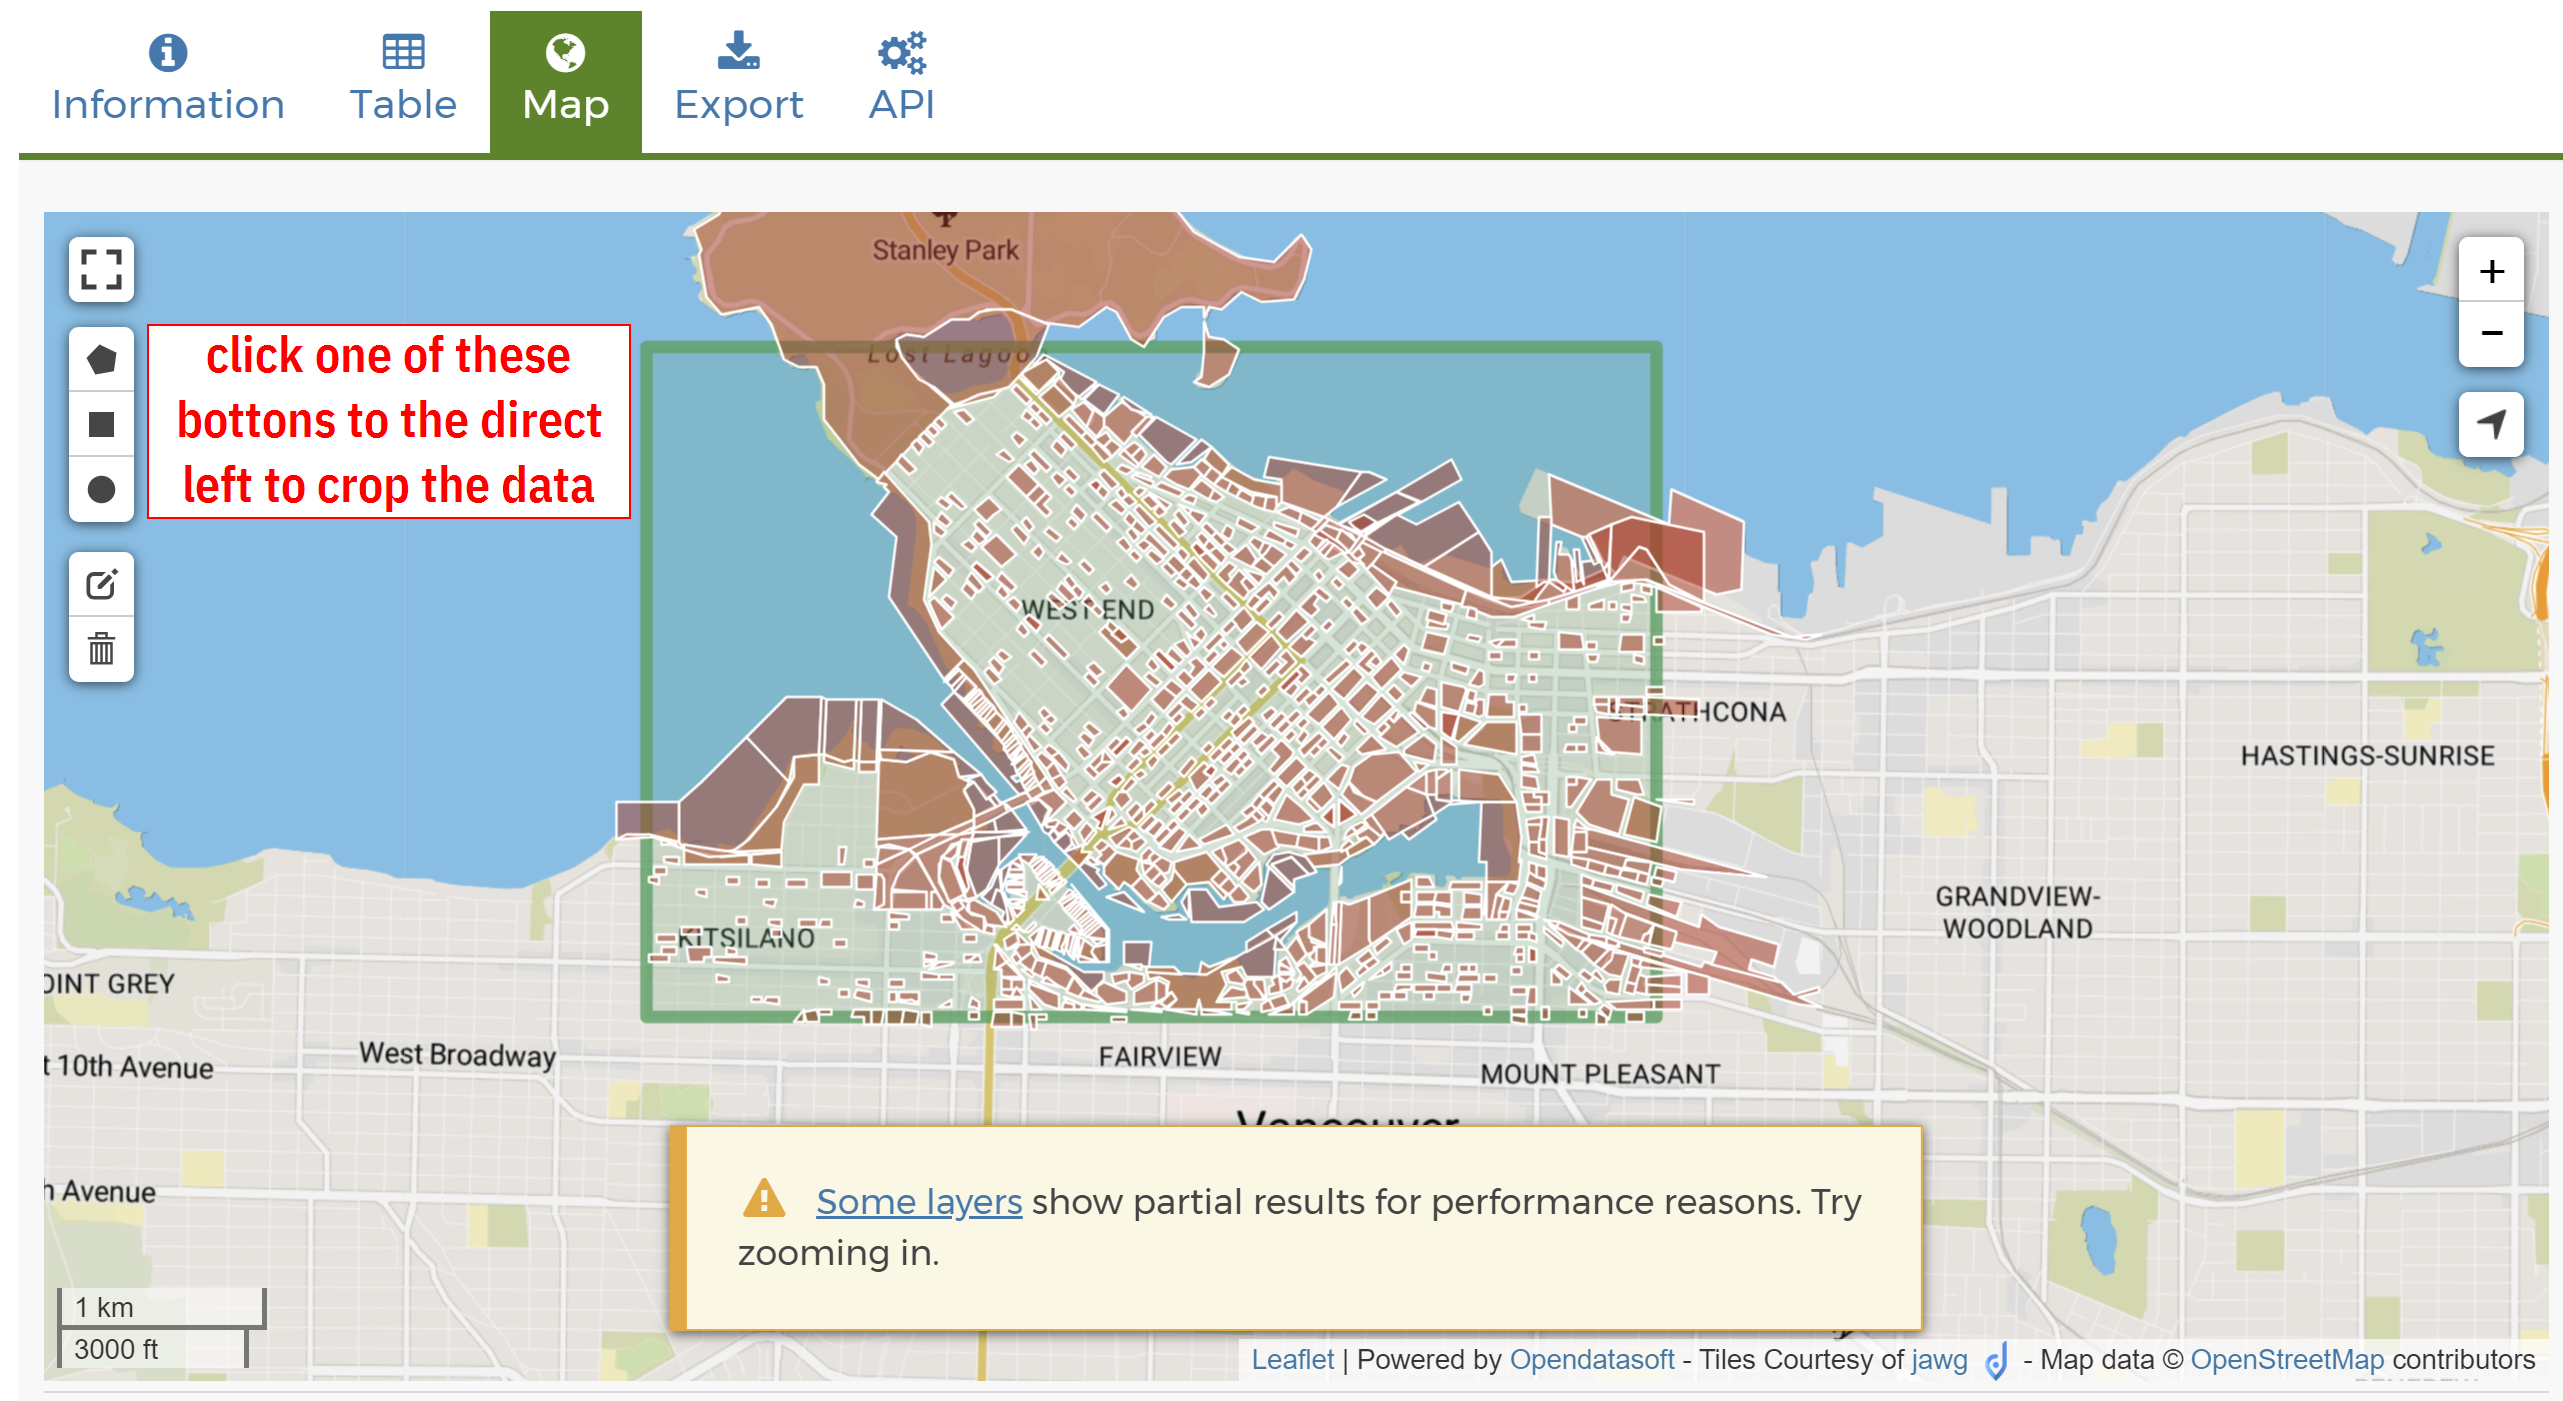 Information Table Map Export API
Stanley Park
+
Lost Lagoo
−
click one of these
bottons to the direct
left to crop the data
WEST END
STRATHCONA
HASTINGS-SUNRISE
GRANDVIEW-
WOODLAND
KITSILANO
OINT GREY
West Broadway
FAIRVIEW
t 10th Avenue
MOUNT PLEASANT
Vancouver
h Avenue
Some layers show partial results for performance reasons. Try
zooming in.
1 km
3000 ft
Leaflet | Powered by Opendatasoft - Tiles Courtesy of jawg - Map data © OpenStreetMap contributors